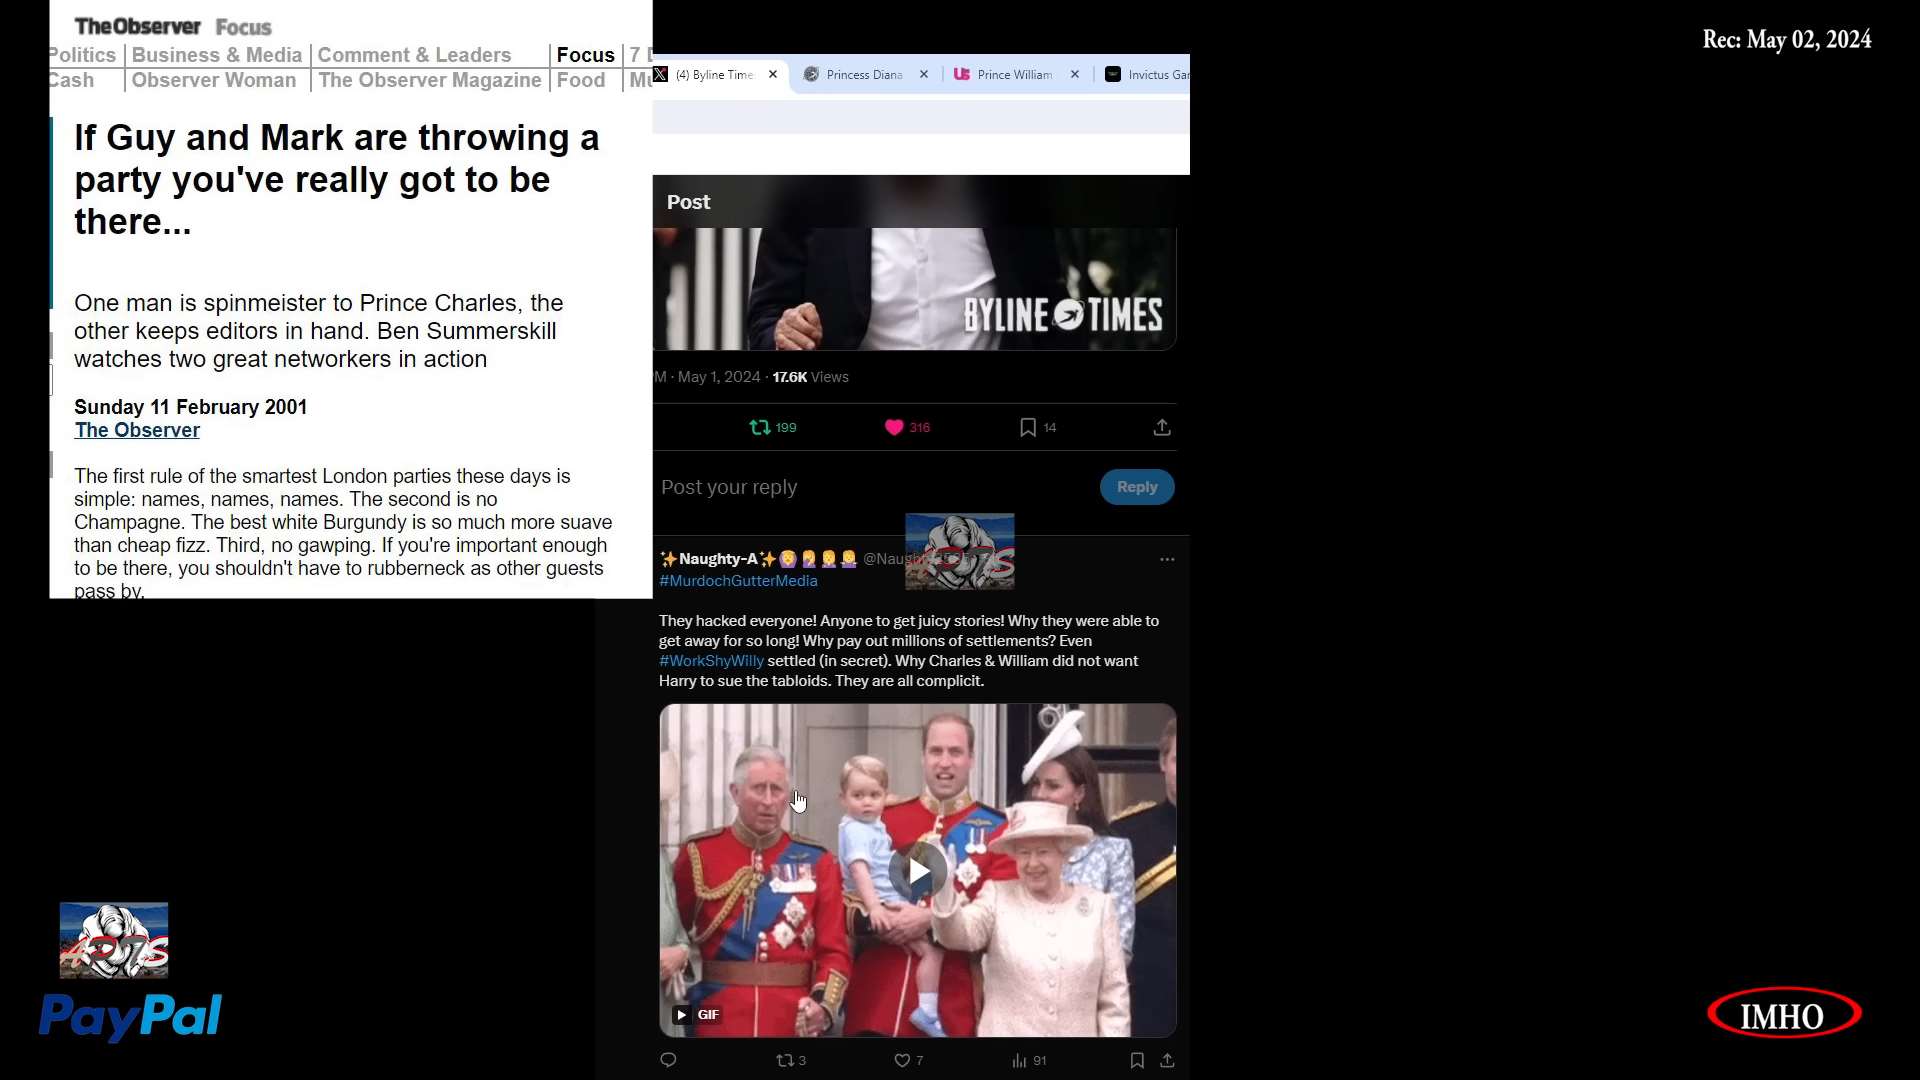 The Observer Focus
Politics Business & Media Comment & Leaders Focus 7
Cash Observer Woman The Observer Magazine Food
If Guy and Mark are throwing a
party you've really got to be
there...
One man is spinmeister to Prince Charles, the
other keeps editors in hand. Ben Summerskill
watches two great networkers in action
Sunday 11 February 2001
The Observer
The first rule of the smartest London parties these days is
simple: names, names, names. The second is no
Champagne. The best white Burgundy is so much more suave
than cheap fizz. Third, no gawping. If you're important enough
to be there, you shouldn't have to rubberneck as other guests
pass by.
Rec: May 02, 2024
(4) Byline Time
Princess Diana
US Prince William
Invictus Gar
Post
BYLINE TIMES
M · May 1, 2024 · 17.6K Views
199 316 14
Post your reply
Reply
✨Naughty-A✨ @Naugh
#MurdochGutterMedia
They hacked everyone! Anyone to get juicy stories! Why they were able to
get away for so long! Why pay out millions of settlements? Even
#WorkShyWilly settled (in secret). Why Charles & William did not want
Harry to sue the tabloids. They are all complicit.
GIF
3 7 91
PayPal
IMHO